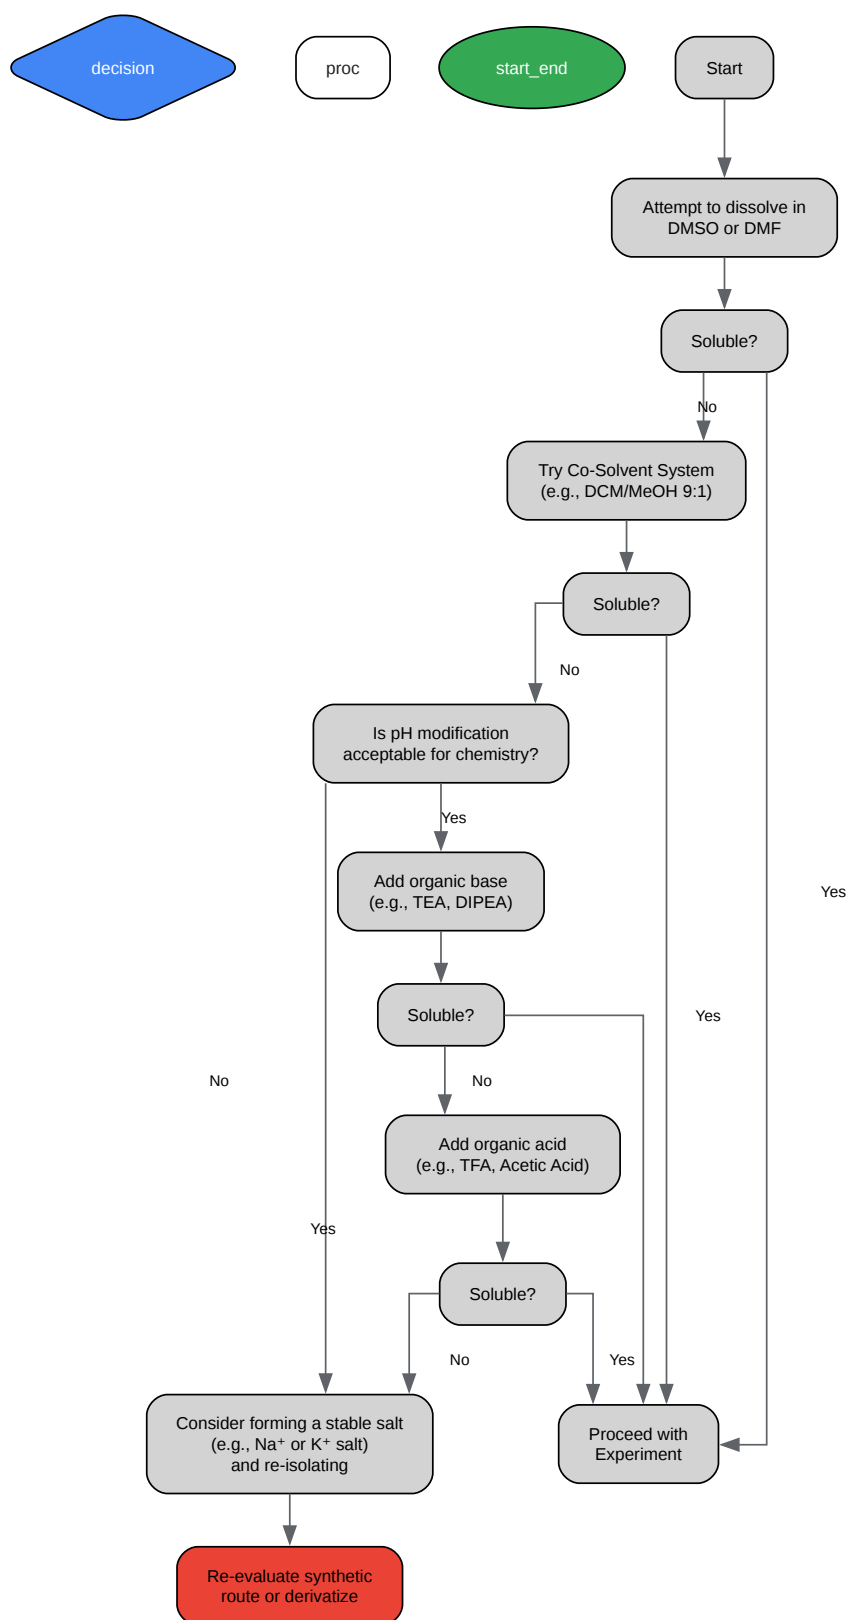 decision
proc
start_end
Start
Attempt to dissolve in
DMSO or DMF
Soluble?
No
Try Co-Solvent System
(e.g., DCM/MeOH 9:1)
Soluble?
No
Is pH modification
acceptable for chemistry?
Yes
Add organic base
(e.g., TEA, DIPEA)
Yes
Soluble?
Yes
No
No
Add organic acid
(e.g., TFA, Acetic Acid)
Yes
Soluble?
No
Yes
Consider forming a stable salt
(e.g., Na⁺ or K⁺ salt)
and re-isolating
Proceed with
Experiment
Re-evaluate synthetic
route or derivatize